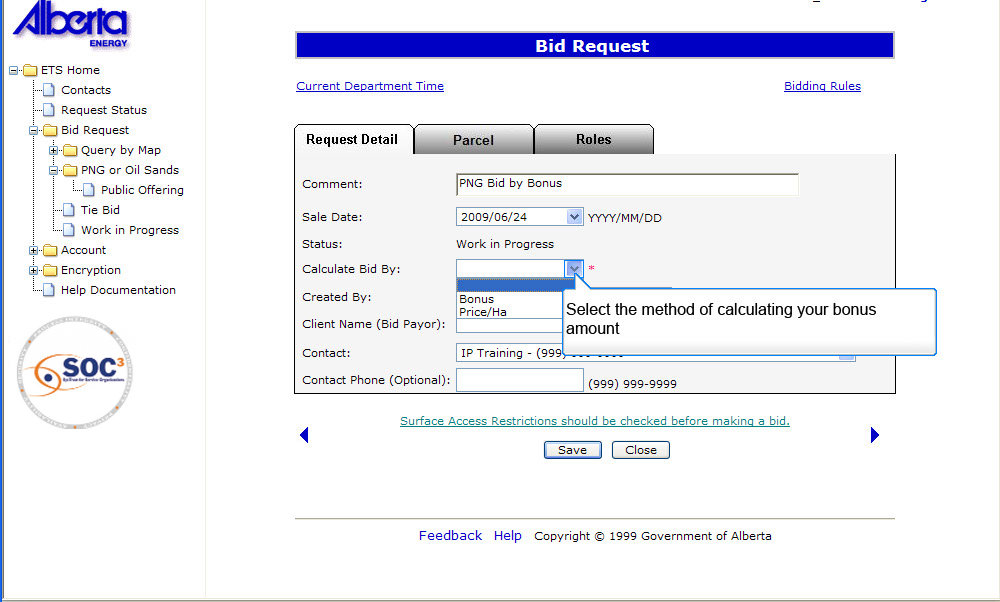 Alberta
ENERGY
ETS Home
Contacts
Request Status
Bid Request
Query by Map
PNG or Oil Sands
Public Offering
Tie Bid
Work in Progress
Account
Encryption
Help Documentation
SOC3
SysTrust for Service Organizations
Bid Request
Current Department Time
Bidding Rules
Request Detail
Parcel
Roles
Comment:
PNG Bid by Bonus
Sale Date:
2009/06/24
YYYY/MM/DD
Status:
Work in Progress
Calculate Bid By:
*
Bonus
Price/Ha
Created By:
Select the method of calculating your bonus
amount
Client Name (Bid Payor):
Contact:
IP Training - (999)
Contact Phone (Optional):
(999) 999-9999
Surface Access Restrictions should be checked before making a bid.
Save
Close
Feedback
Help
Copyright © 1999 Government of Alberta